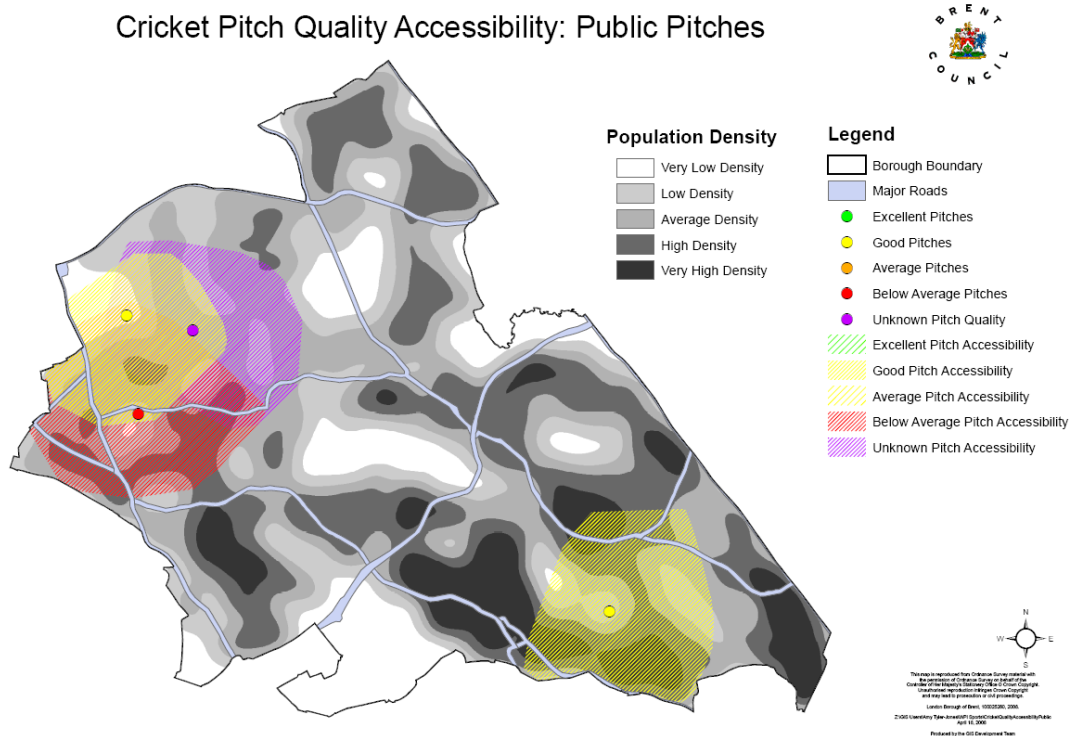 Cricket Pitch Quality Accessibility: Public Pitches
BRENT
COUNCIL
Population Density
Very Low Density
Low Density
Average Density
High Density
Very High Density
Legend
Borough Boundary
Major Roads
Excellent Pitches
Good Pitches
Average Pitches
Below Average Pitches
Unknown Pitch Quality
Excellent Pitch Accessibility
Good Pitch Accessibility
Average Pitch Accessibility
Below Average Pitch Accessibility
Unknown Pitch Accessibility
N
W E
S
This map is reproduced from Ordnance Survey material with
the permission of Ordnance Survey on behalf of the
Controller of Her Majesty's Stationery Office © Crown Copyright.
Unauthorised reproduction infringes Crown Copyright
and may lead to prosecution or civil proceedings.
London Borough of Brent, 2008.
April 2008
Produced by the GIS Development Team